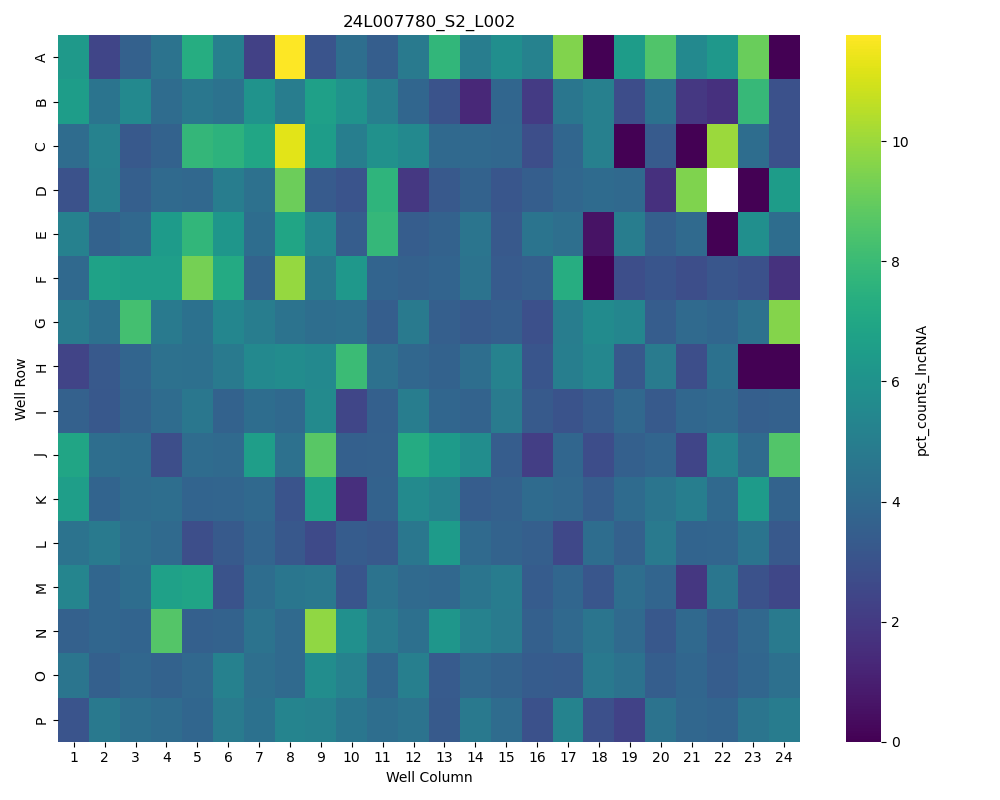 24L007780_S2_L002
A
B
C
D
E
F
G
H
I
J
K
L
M
N
O
P
Well Row
1 2 3 4 5 6 7 8 9 10 11 12 13 14 15 16 17 18 19 20 21 22 23 24
Well Column
10
8
6
4
2
0
pct_counts_lncRNA